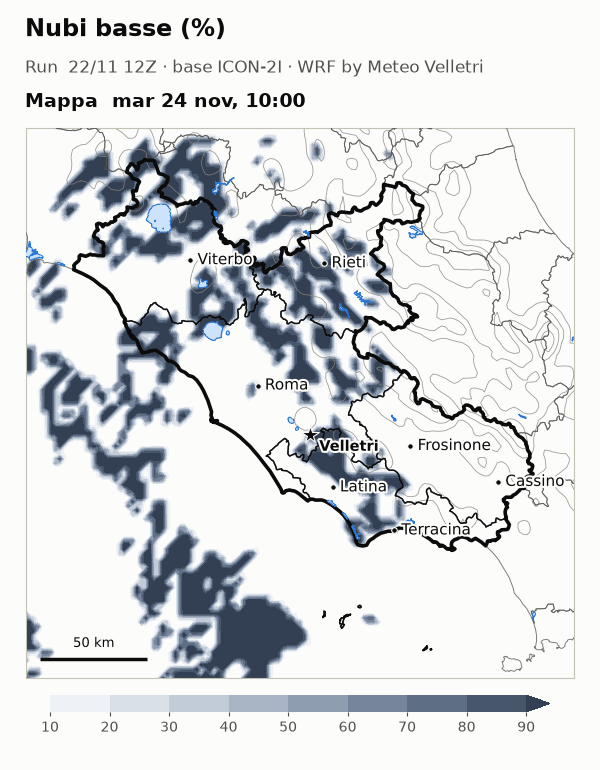 Nubi basse (%)
Run  22/11 12Z · base ICON-2I · WRF by Meteo Velletri
Mappa  mar 24 nov, 10:00
Viterbo
Rieti
Roma
Velletri
Frosinone
Latina
Cassino
Terracina
50 km
10 20 30 40 50 60 70 80 90